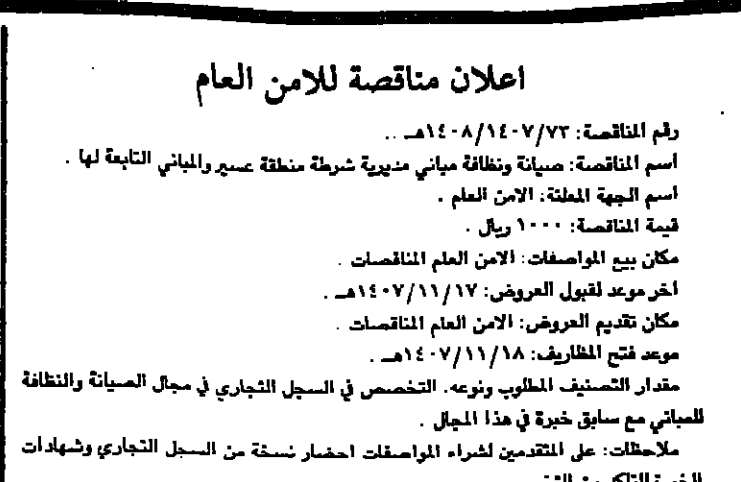 اعلان مناقصة للامن العام
رقم المناقصة: ١٤٠٨/١٤٠٧/٧٣هـ ..
اسم المناقصة: صيانة ونظافة مباني مديرية شرطة منطقة عسير والمباني التابعة لها .
اسم الجهة المعلنة: الامن العام .
قيمة المناقصة: ١٠٠٠ ريال .
مكان بيع المواصفات: الامن العام المناقصات .
اخر موعد لقبول العروض: ١٤٠٧/١١/١٧هـ .
مكان تقديم العروض: الامن العام المناقصات .
موعد فتح المظاريف: ١٤٠٧/١١/١٨هـ .
مقدار التصنيف المطلوب ونوعه. التخصص في السجل التجاري في مجال الصيانة والنظافة
للمباني مع سابق خبرة في هذا المجال .
ملاحظات: على المتقدمين لشراء المواصفات احضار نسخة من السجل التجاري وشهادات